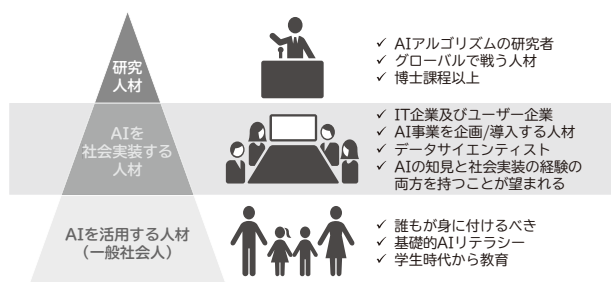 研究
人材
✓ AIアルゴリズムの研究者
✓ グローバルで戦う人材
✓ 博士課程以上
AIを
社会実装する
人材
✓ IT企業及びユーザー企業
✓ AI事業を企画/導入する人材
✓ データサイエンティスト
✓ AIの知見と社会実装の経験の
両方を持つことが望まれる
AIを活用する人材
（一般社会人）
✓ 誰もが身に付けるべき
✓ 基礎的AIリテラシー
✓ 学生時代から教育